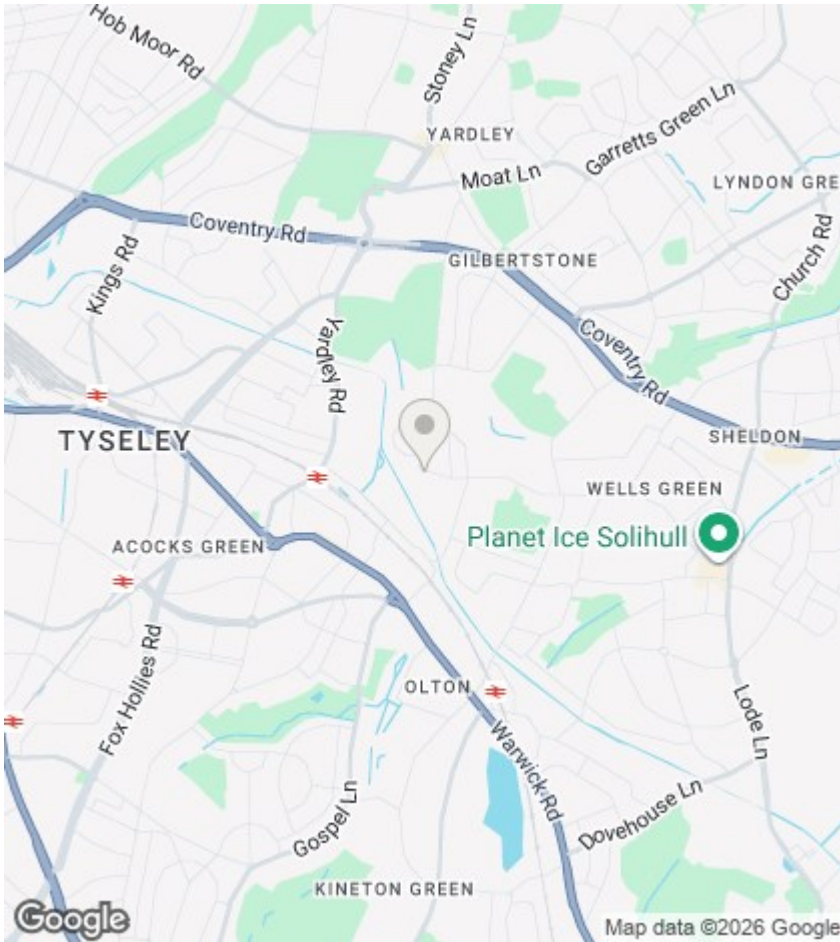 Hob Moor Rd
Stoney Ln
YARDLEY
Garretts Green Ln
Moat Ln
LYNDON GRE
Coventry Rd
Church Rd
Kings Rd
GILBERTSTONE
Yardley Rd
Coventry Rd
TYSELEY
SHELDON
WELLS GREEN
Planet Ice Solihull
ACOCKS GREEN
Fox Hollies Rd
OLTON
Lode Ln
Warwick Rd
Gospel Ln
Dovehouse Ln
KINETON GREEN
Google
Map data ©2026 Google